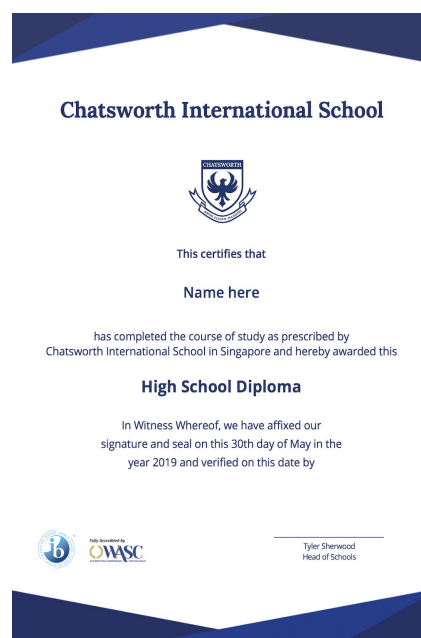 Chatsworth International School
CHATSWORTH
This certifies that
Name here
has completed the course of study as prescribed by
Chatsworth International School in Singapore and hereby awarded this
High School Diploma
In Witness Whereof, we have affixed our
signature and seal on this 30th day of May in the
year 2019 and verified on this date by
ib
Fully Accredited by
WASC
Tyler Sherwood
Head of Schools